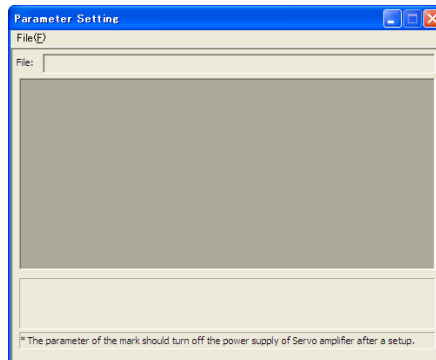 Parameter Setting
File(F)
File:
* The parameter of the mark should turn off the power supply of Servo amplifier after a setup.